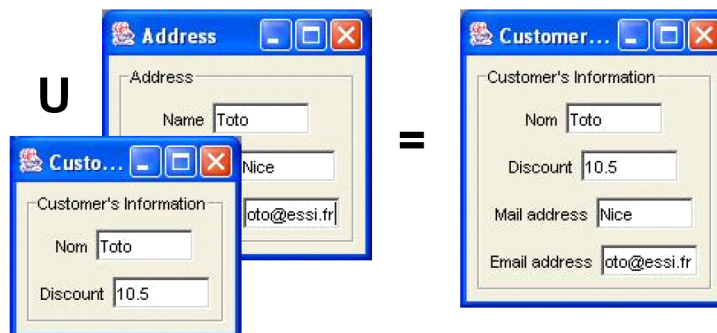 U
Address
Address
Name Toto
Nice
oto@essi.fr
Custo...
Customer's Information
Nom Toto
Discount 10.5
=
Customer...
Customer's Information
Nom Toto
Discount 10.5
Mail address Nice
Email address oto@essi.fr